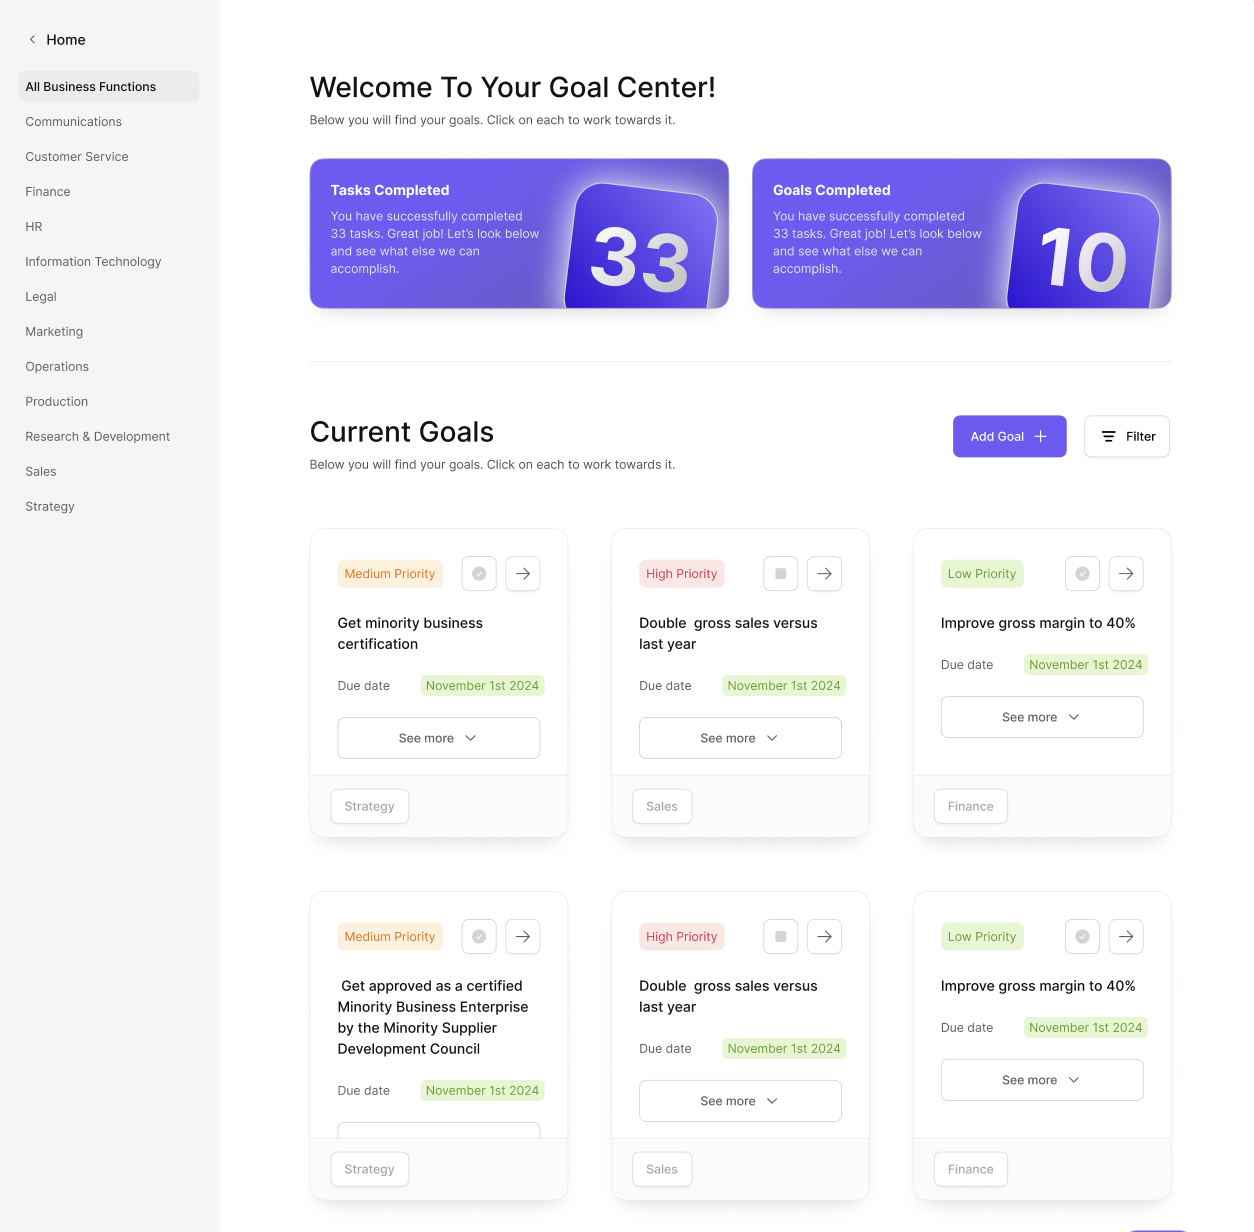 Home
All Business Functions
Communications
Customer Service
Finance
HR
Information Technology
Legal
Marketing
Operations
Production
Research & Development
Sales
Strategy
Welcome To Your Goal Center!
Below you will find your goals. Click on each to work towards it.
Tasks Completed
You have successfully completed
33 tasks. Great job! Let's look below
and see what else we can
accomplish.
33
Goals Completed
You have successfully completed
33 tasks. Great job! Let's look below
and see what else we can
accomplish.
10
Current Goals
Below you will find your goals. Click on each to work towards it.
Add Goal
Filter
Medium Priority
Get minority business
certification
Due date November 1st 2024
See more
Strategy
High Priority
Double  gross sales versus
last year
Due date November 1st 2024
See more
Sales
Low Priority
Improve gross margin to 40%
Due date November 1st 2024
See more
Finance
Medium Priority
Get approved as a certified
Minority Business Enterprise
by the Minority Supplier
Development Council
Due date November 1st 2024
Strategy
High Priority
Double  gross sales versus
last year
Due date November 1st 2024
See more
Sales
Low Priority
Improve gross margin to 40%
Due date November 1st 2024
See more
Finance